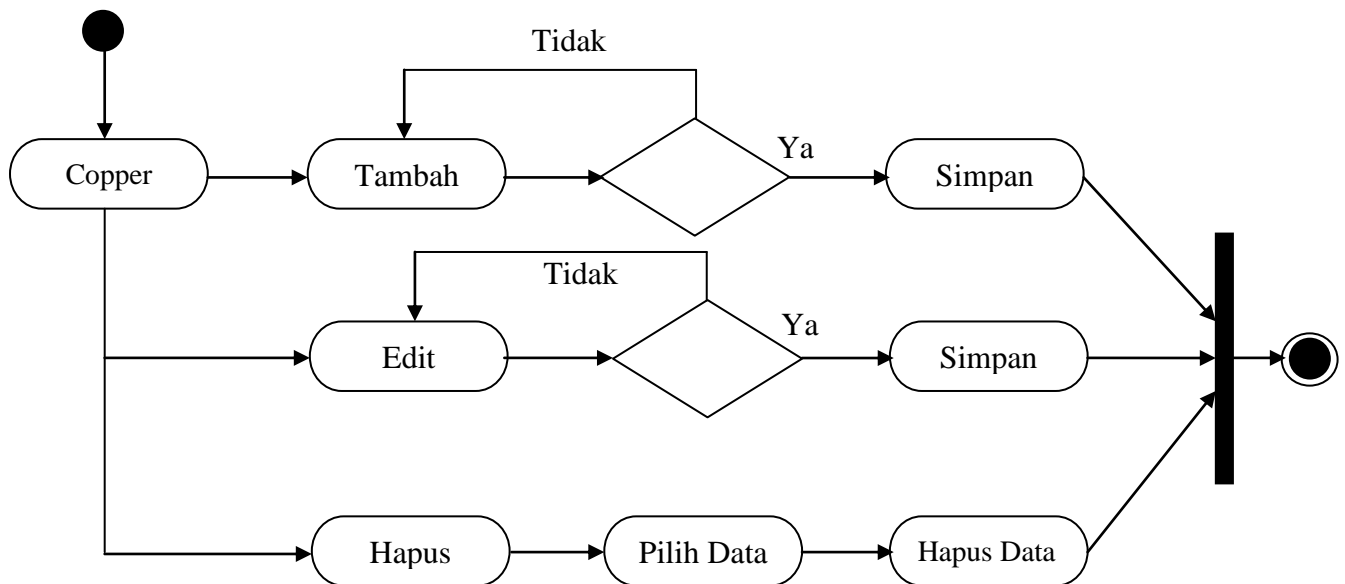 Tidak
Copper
Tambah
Ya
Simpan
Tidak
Edit
Ya
Simpan
Hapus
Pilih Data
Hapus Data